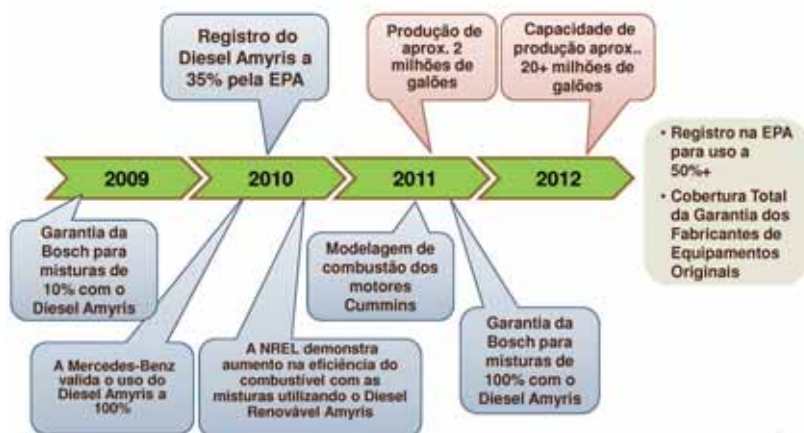 Registro do
Diesel Amyris a
35% pela EPA
Produção de
aprox. 2
milhões de
galões
Capacidade de
produção aprox..
20+ milhões de
galões
2009
2010
2011
2012
• Registro na EPA
para uso a
50%+
• Cobertura Total
da Garantia dos
Fabricantes de
Equipamentos
Originais
Garantia da
Bosch para
misturas de
10% com o
Diesel Amyris
A Mercedes-Benz
valida o uso do
Diesel Amyris a
100%
A NREL demonstra
aumento na eficiência do
combustível com as
misturas utilizando o Diesel
Renovável Amyris
Modelagem de
combustão dos
motores
Cummins
Garantia da
Bosch para
misturas de
100% com o
Diesel Amyris